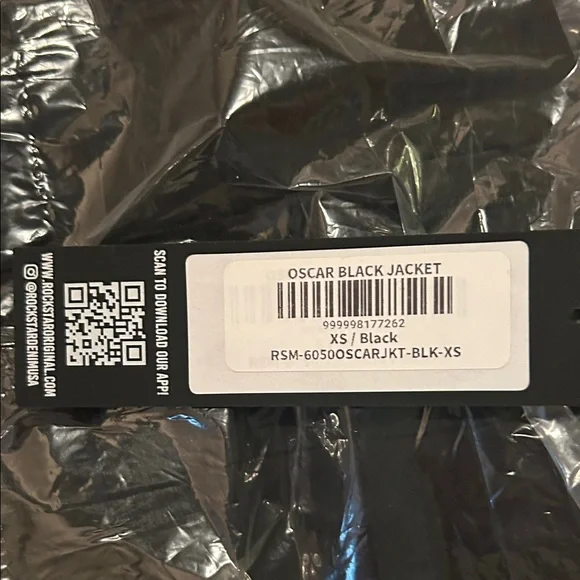 WWW.ROCKSTARORIGINAL.COM
@ROCKSTARDENIMUSA
SCAN TO DOWNLOAD OUR APP!
OSCAR BLACK JACKET
999998177262
XS / Black
RSM-6050OSCARJKT-BLK-XS